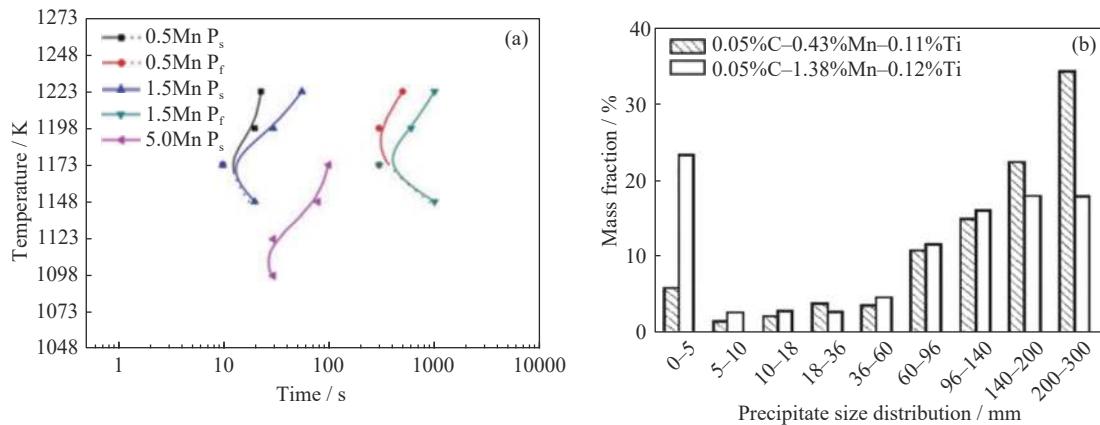 (a)
0.5Mn Ps
0.5Mn Pf
1.5Mn Ps
1.5Mn Pf
5.0Mn Ps
Temperature / K
1273
1248
1223
1198
1173
1148
1123
1098
1073
1048
1
10
100
1000
10000
Time / s
(b)
0.05%C–0.43%Mn–0.11%Ti
0.05%C–1.38%Mn–0.12%Ti
Mass fraction / %
40
30
20
10
0
0–5
5–10
10–18
18–36
36–60
60–96
96–140
140–200
200–300
Precipitate size distribution / mm